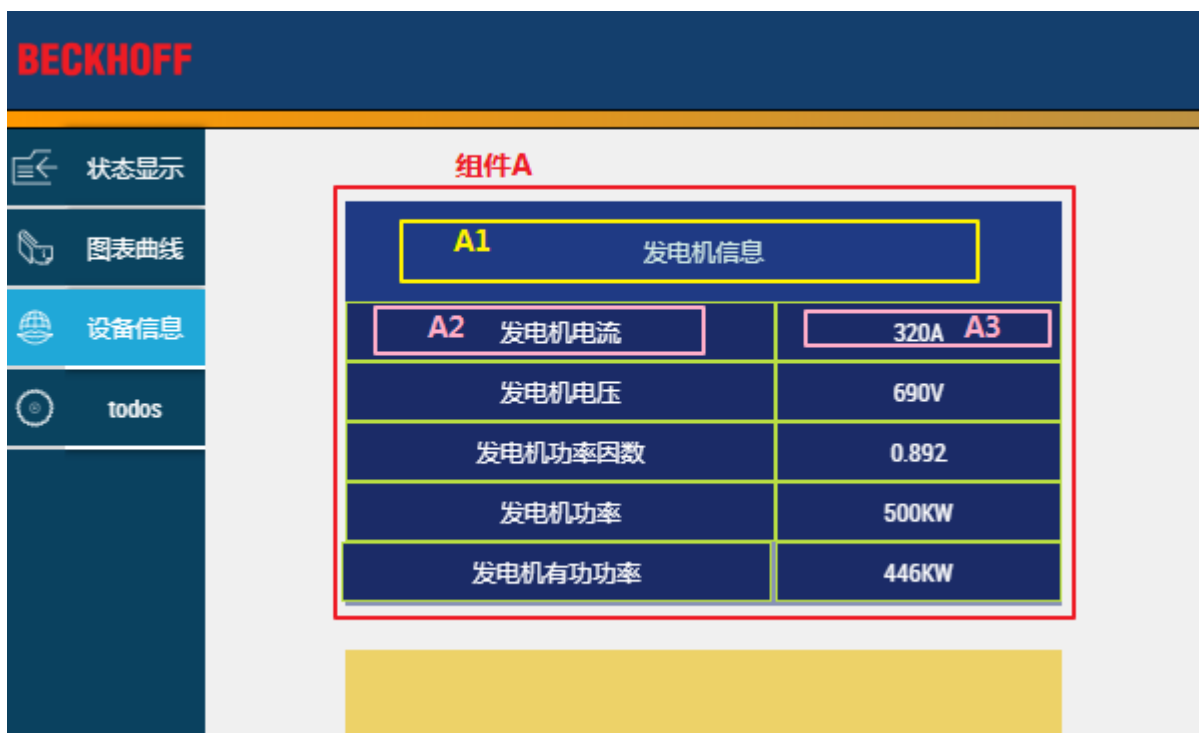 BECKHOFF
状态显示
图表曲线
设备信息
todos
组件A
A1 发电机信息
A2 发电机电流 320A A3
发电机电压 690V
发电机功率因数 0.892
发电机功率 500KW
发电机有功功率 446KW